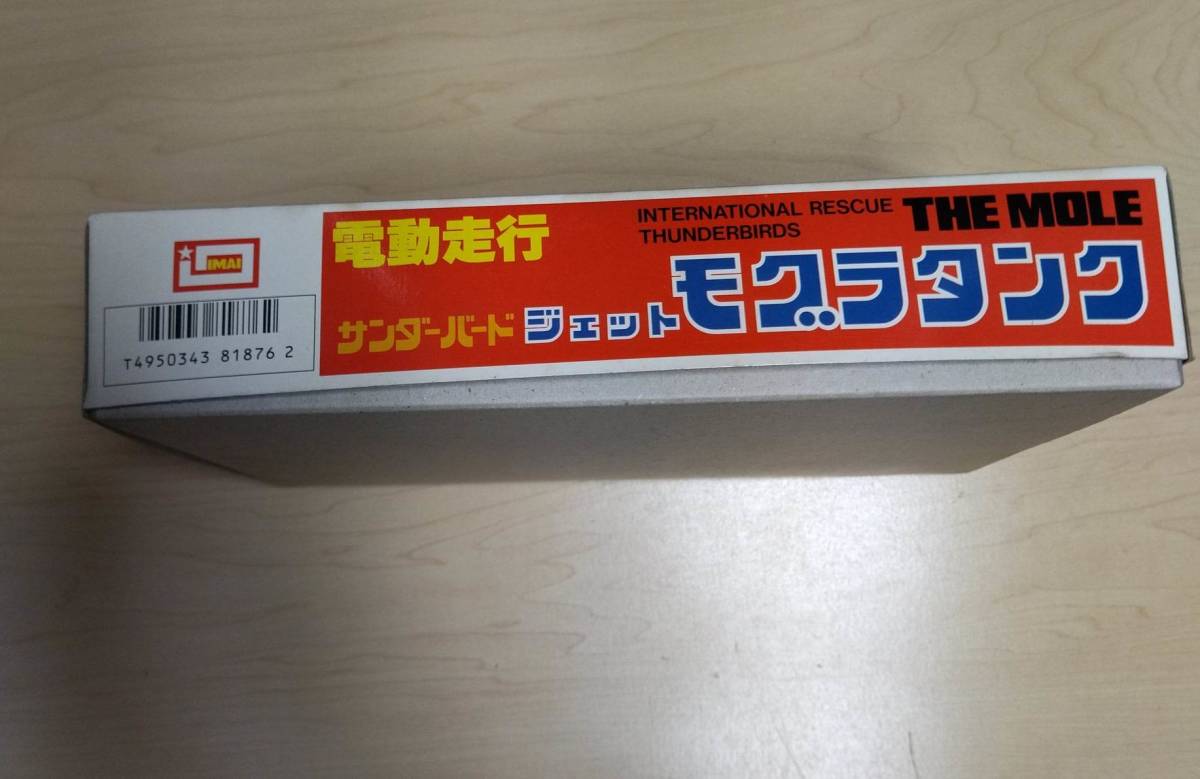 IMAI
T4950343 81876 2
電動走行
INTERNATIONAL RESCUE
THUNDERBIRDS
THE MOLE
サンダーバード ジェットモグラタンク